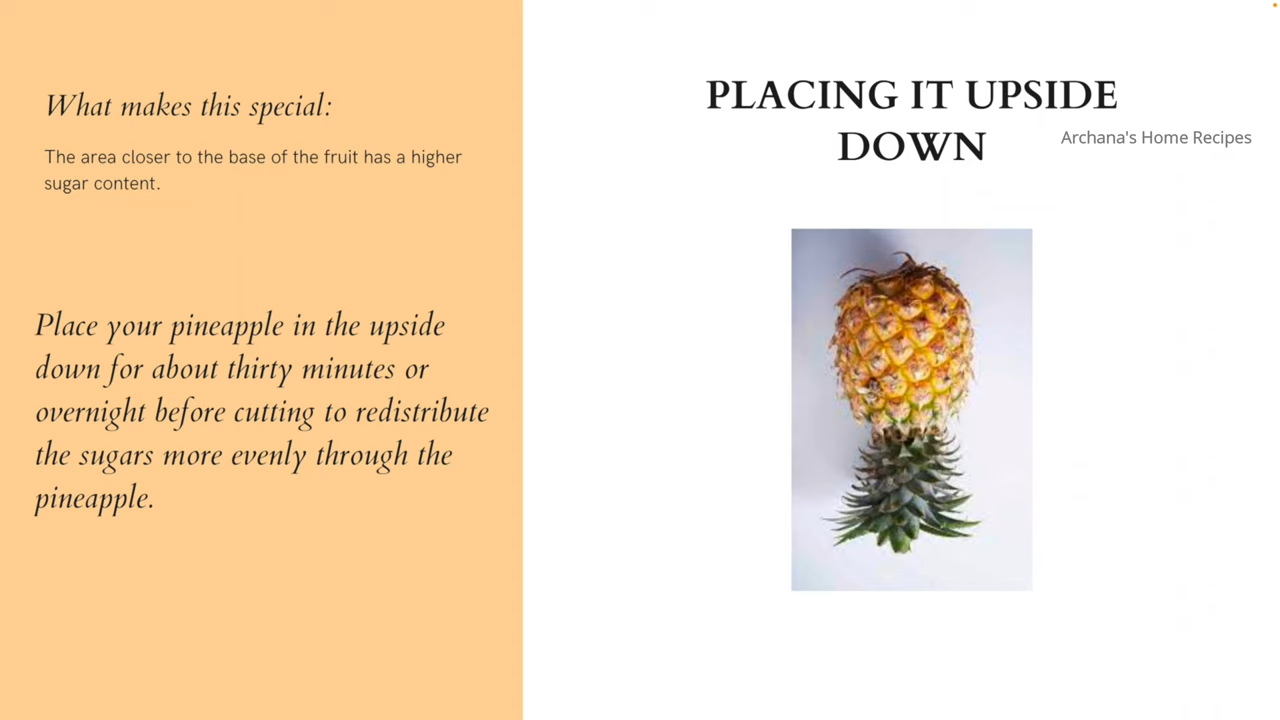 What makes this special:
The area closer to the base of the fruit has a higher
sugar content.
Place your pineapple in the upside
down for about thirty minutes or
overnight before cutting to redistribute
the sugars more evenly through the
pineapple.
PLACING IT UPSIDE
DOWN
Archana's Home Recipes